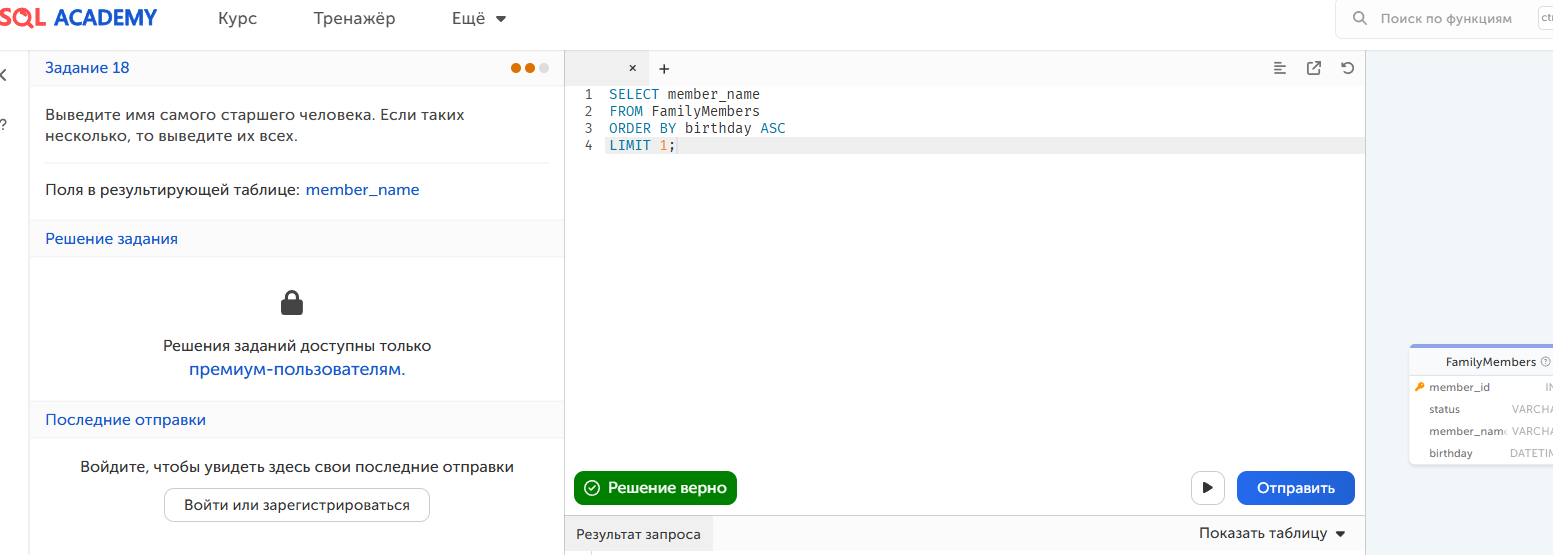 SQL ACADEMY
Курс
Тренажёр
Ещё
Поиск по функциям
Задание 18
Выведите имя самого старшего человека. Если таких
несколько, то выведите их всех.
Поля в результирующей таблице: member_name
Решение задания
Решения заданий доступны только
премиум-пользователям.
Последние отправки
Войдите, чтобы увидеть здесь свои последние отправки
Войти или зарегистрироваться
1 SELECT member_name
2 FROM FamilyMembers
3 ORDER BY birthday ASC
4 LIMIT 1;
Решение верно
Отправить
Результат запроса
Показать таблицу
FamilyMembers
member_id
status
birthday